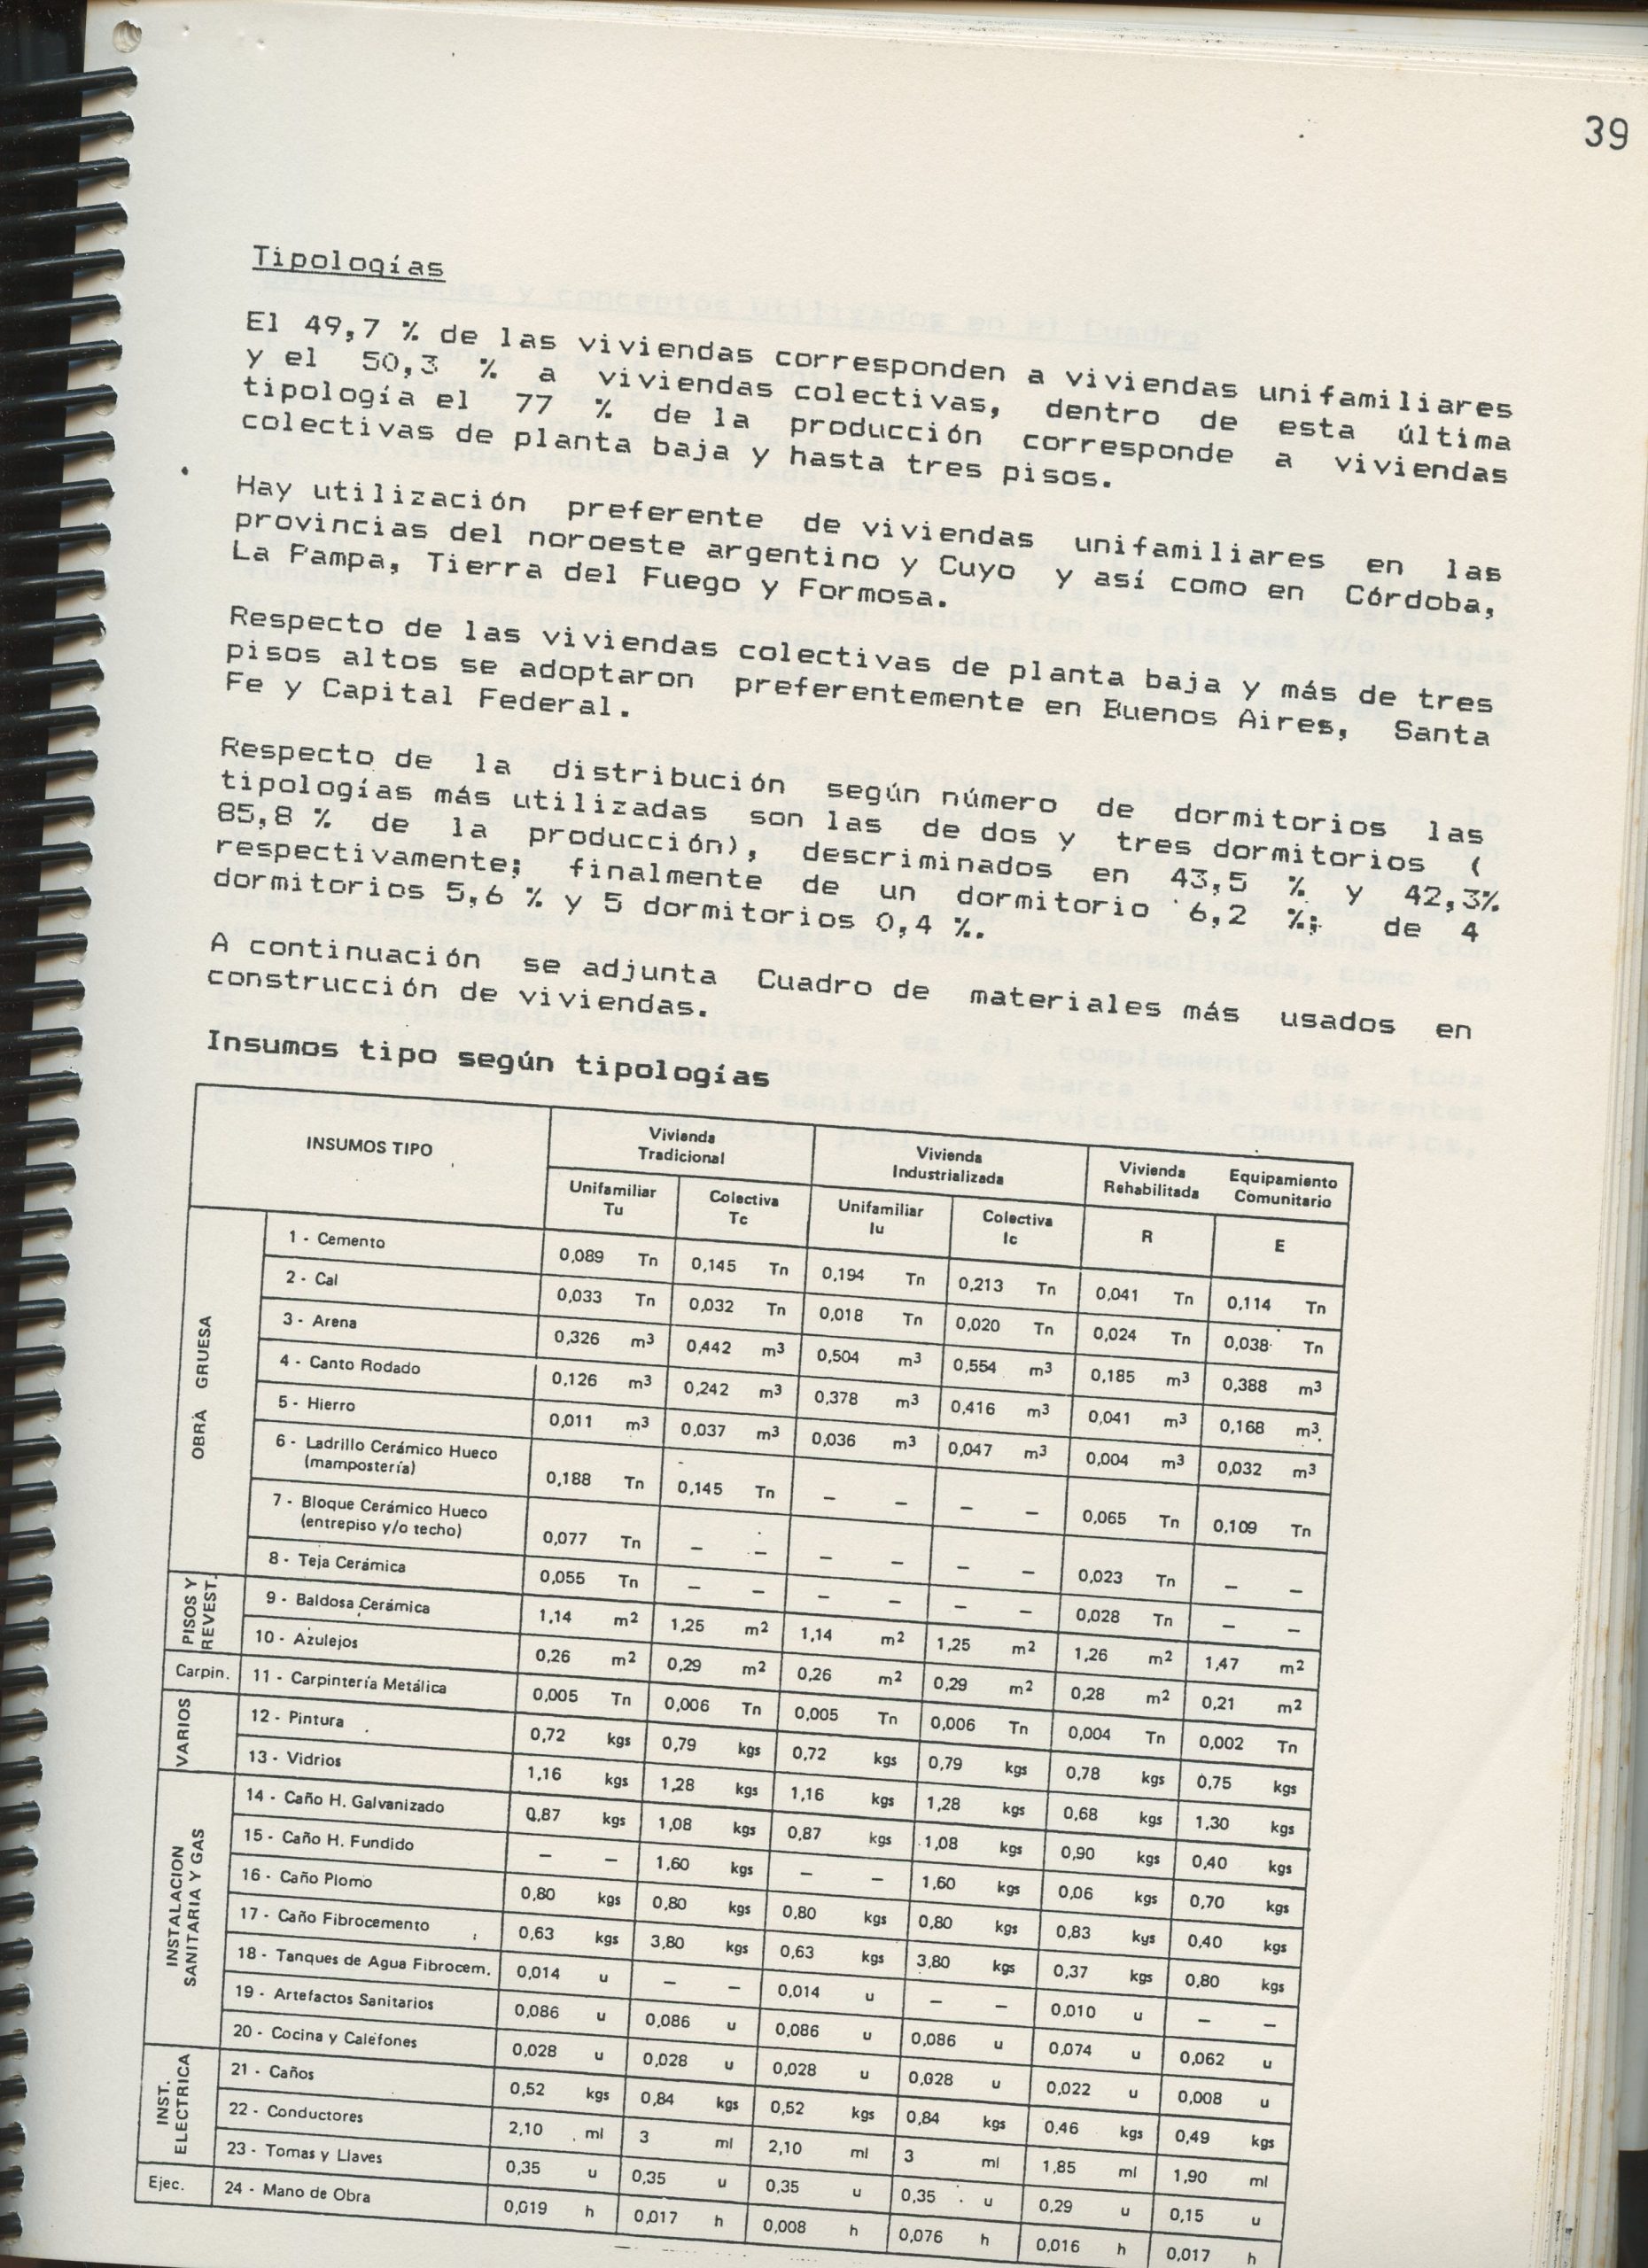 39
Tipologías
El 49,7 % de las viviendas corresponden a viviendas unifamiliares
y el 50,3 % a viviendas colectivas, dentro de esta última
tipología el 77 % de la producción corresponde a viviendas
colectivas de planta baja y hasta tres pisos.
Hay utilización preferente de viviendas unifamiliares en las
provincias del noroeste argentino y Cuyo y así como en Córdoba,
La Pampa, Tierra del Fuego y Formosa.
Respecto de las viviendas colectivas de planta baja y más de tres
pisos altos se adoptaron preferentemente en Buenos Aires, Santa
Fe y Capital Federal.
Respecto de la distribución según número de dormitorios las
tipologías más utilizadas son las de dos y tres dormitorios (
85,8 % de la producción), descriminados en 43,5 % y 42,3%
respectivamente; finalmente de un dormitorio 6,2 %; de 4
dormitorios 5,6 % y 5 dormitorios 0,4 %.
A continuación se adjunta Cuadro de materiales más usados en
construcción de viviendas.
Insumos tipo según tipologías
INSUMOS TIPO
Vivienda Tradicional
Vivienda Industrializada
Vivienda Rehabilitada
Equipamiento Comunitario
Unifamiliar Tu
Colectiva Tc
Unifamiliar Iu
Colectiva Ic
R
E
OBRA GRUESA
1 - Cemento 0,089 Tn 0,145 Tn 0,194 Tn 0,213 Tn 0,041 Tn 0,114 Tn
2 - Cal 0,033 Tn 0,032 Tn 0,018 Tn 0,020 Tn 0,024 Tn 0,038 Tn
3 - Arena 0,326 m3 0,442 m3 0,504 m3 0,554 m3 0,185 m3 0,388 m3
4 - Canto Rodado 0,126 m3 0,242 m3 0,378 m3 0,416 m3 0,041 m3 0,168 m3
5 - Hierro 0,011 m3 0,037 m3 0,036 m3 0,047 m3 0,004 m3 0,032 m3
6 - Ladrillo Cerámico Hueco (mampostería) 0,188 Tn 0,145 Tn – – – – 0,065 Tn 0,109 Tn
7 - Bloque Cerámico Hueco (entrepiso y/o techo) 0,077 Tn – – – – – – 0,023 Tn – –
8 - Teja Cerámica 0,055 Tn – – – – – – 0,028 Tn – –
PISOS Y REVEST.
9 - Baldosa Cerámica 1,14 m2 1,25 m2 1,14 m2 1,25 m2 1,26 m2 1,47 m2
10 - Azulejos 0,26 m2 0,29 m2 0,26 m2 0,29 m2 0,28 m2 0,21 m2
Carpin.
11 - Carpintería Metálica 0,005 Tn 0,006 Tn 0,005 Tn 0,006 Tn 0,004 Tn 0,002 Tn
VARIOS
12 - Pintura 0,72 kgs 0,79 kgs 0,72 kgs 0,79 kgs 0,78 kgs 0,75 kgs
13 - Vidrios 1,16 kgs 1,28 kgs 1,16 kgs 1,28 kgs 0,68 kgs 1,30 kgs
INSTALACION SANITARIA Y GAS
14 - Caño H. Galvanizado 0,87 kgs 1,08 kgs 0,87 kgs 1,08 kgs 0,90 kgs 0,40 kgs
15 - Caño H. Fundido – – 1,60 kgs – – 1,60 kgs 0,06 kgs 0,70 kgs
16 - Caño Plomo 0,80 kgs 0,80 kgs 0,80 kgs 0,80 kgs 0,83 kys 0,40 kgs
17 - Caño Fibrocemento 0,63 kgs 3,80 kgs 0,63 kgs 3,80 kgs 0,37 kgs 0,80 kgs
18 - Tanques de Agua Fibrocem. 0,014 u – – 0,014 u – – 0,010 u – –
19 - Artefactos Sanitarios 0,086 u 0,086 u 0,086 u 0,086 u 0,074 u 0,062 u
20 - Cocina y Calefones 0,028 u 0,028 u 0,028 u 0,028 u 0,022 u 0,008 u
INST. ELECTRICA
21 - Caños 0,52 kgs 0,84 kgs 0,52 kgs 0,84 kgs 0,46 kgs 0,49 kgs
22 - Conductores 2,10 ml 3 ml 2,10 ml 3 ml 1,85 ml 1,90 ml
23 - Tomas y Llaves 0,35 u 0,35 u 0,35 u 0,35 u 0,29 u 0,15 u
Ejec.
24 - Mano de Obra 0,019 h 0,017 h 0,008 h 0,076 h 0,016 h 0,017 h